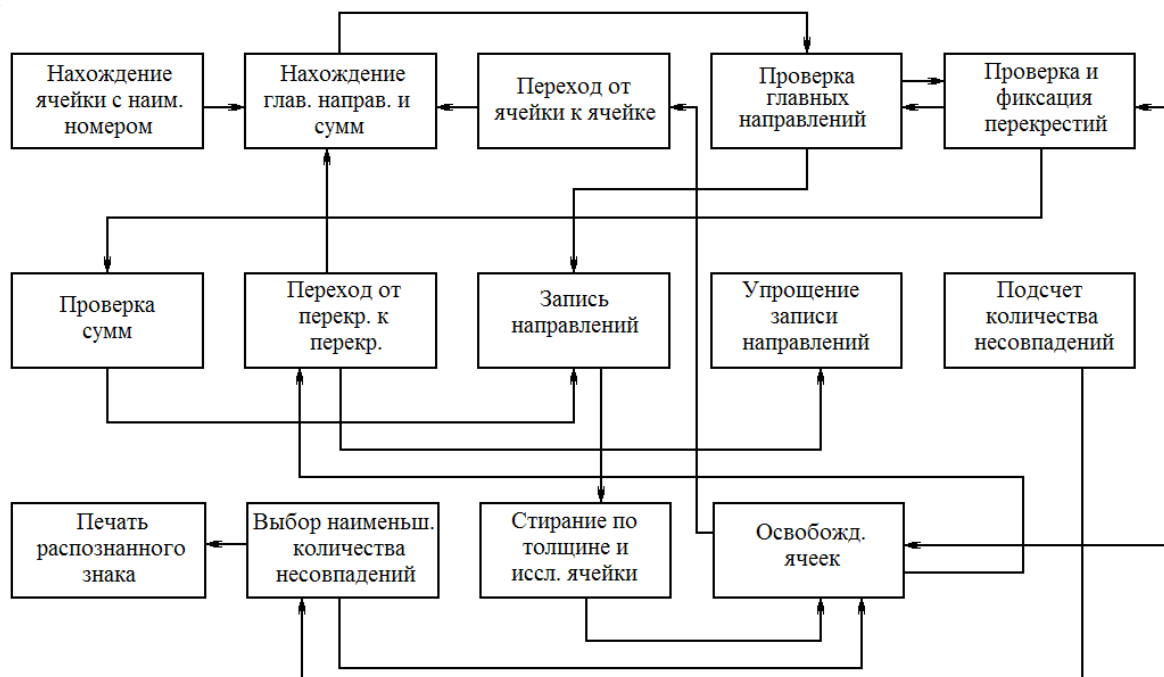 Нахождение
ячейки с наим.
номером
Нахождение
глав. направ. и
сумм
Переход от
ячейки к ячейке
Проверка
главных
направлений
Проверка и
фиксация
перекрестий
Проверка
сумм
Переход от
перекр. к
перекр.
Запись
направлений
Упрощение
записи
направлений
Подсчет
количества
несовпадений
Печать
распознанного
знака
Выбор наименьш.
количества
несовпадений
Стирание по
толщине и
иссл. ячейки
Освобожд.
ячеек